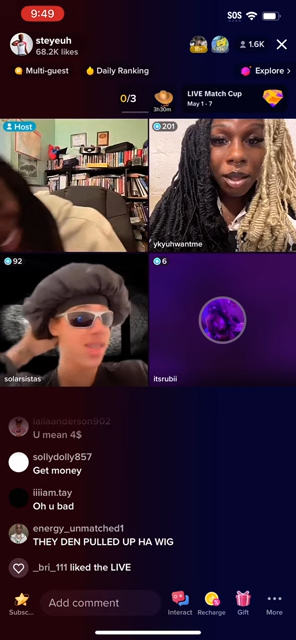 9:49
SOS
steyeuh
68.2K likes
1.6K
Multi-guest
Daily Ranking
Explore >
0/3
3h30m
LIVE Match Cup
May 1 - 7
Host
201
ykyuhwantme
92
solarsistas
6
itsrubii
U mean 4$
sollydolly857
Get money
iiiiam.tay
Oh u bad
energy_unmatched1
THEY DEN PULLED UP HA WIG
_bri_111 liked the LIVE
Subsc...
Add comment
Interact
Recharge
Gift
More